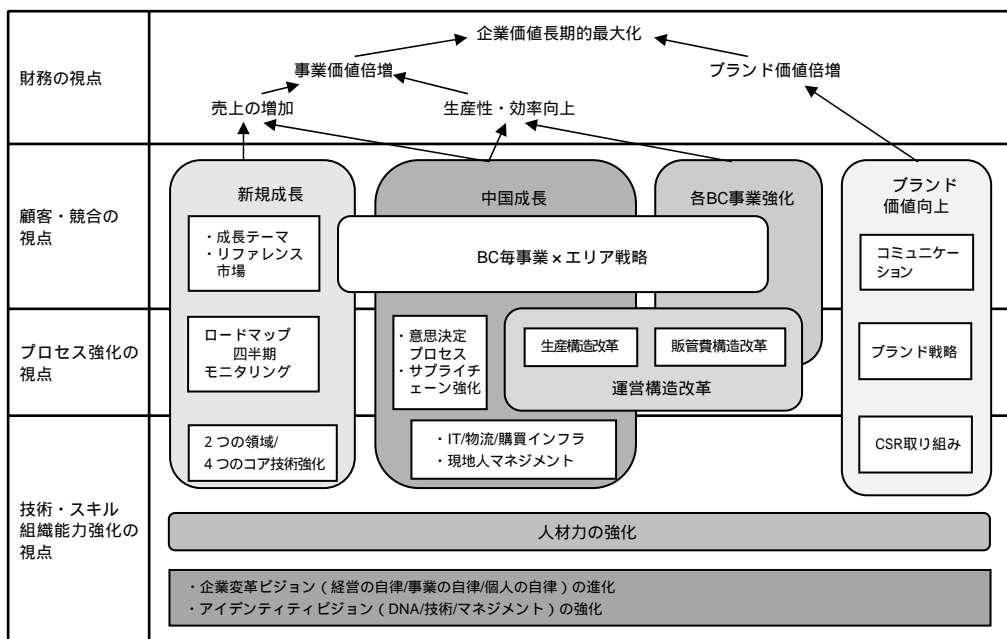 企業価値長期的最大化
財務の視点
事業価値倍増
ブランド価値倍増
売上の増加
生産性・効率向上
顧客・競合の
視点
新規成長
・成長テーマ
・リファレンス
市場
中国成長
各BC事業強化
BC毎事業×エリア戦略
ブランド
価値向上
コミュニケー
ション
プロセス強化の
視点
ロードマップ
四半期
モニタリング
・意思決定
プロセス
・サプライチ
ェーン強化
生産構造改革
販管費構造改革
運営構造改革
ブランド戦略
技術・スキル
組織能力強化の
視点
2つの領域/
4つのコア技術強化
・IT/物流/購買インフラ
・現地人マネジメント
CSR取り組み
人材力の強化
・企業変革ビジョン（経営の自律/事業の自律/個人の自律）の進化
・アイデンティティビジョン（DNA/技術/マネジメント）の強化